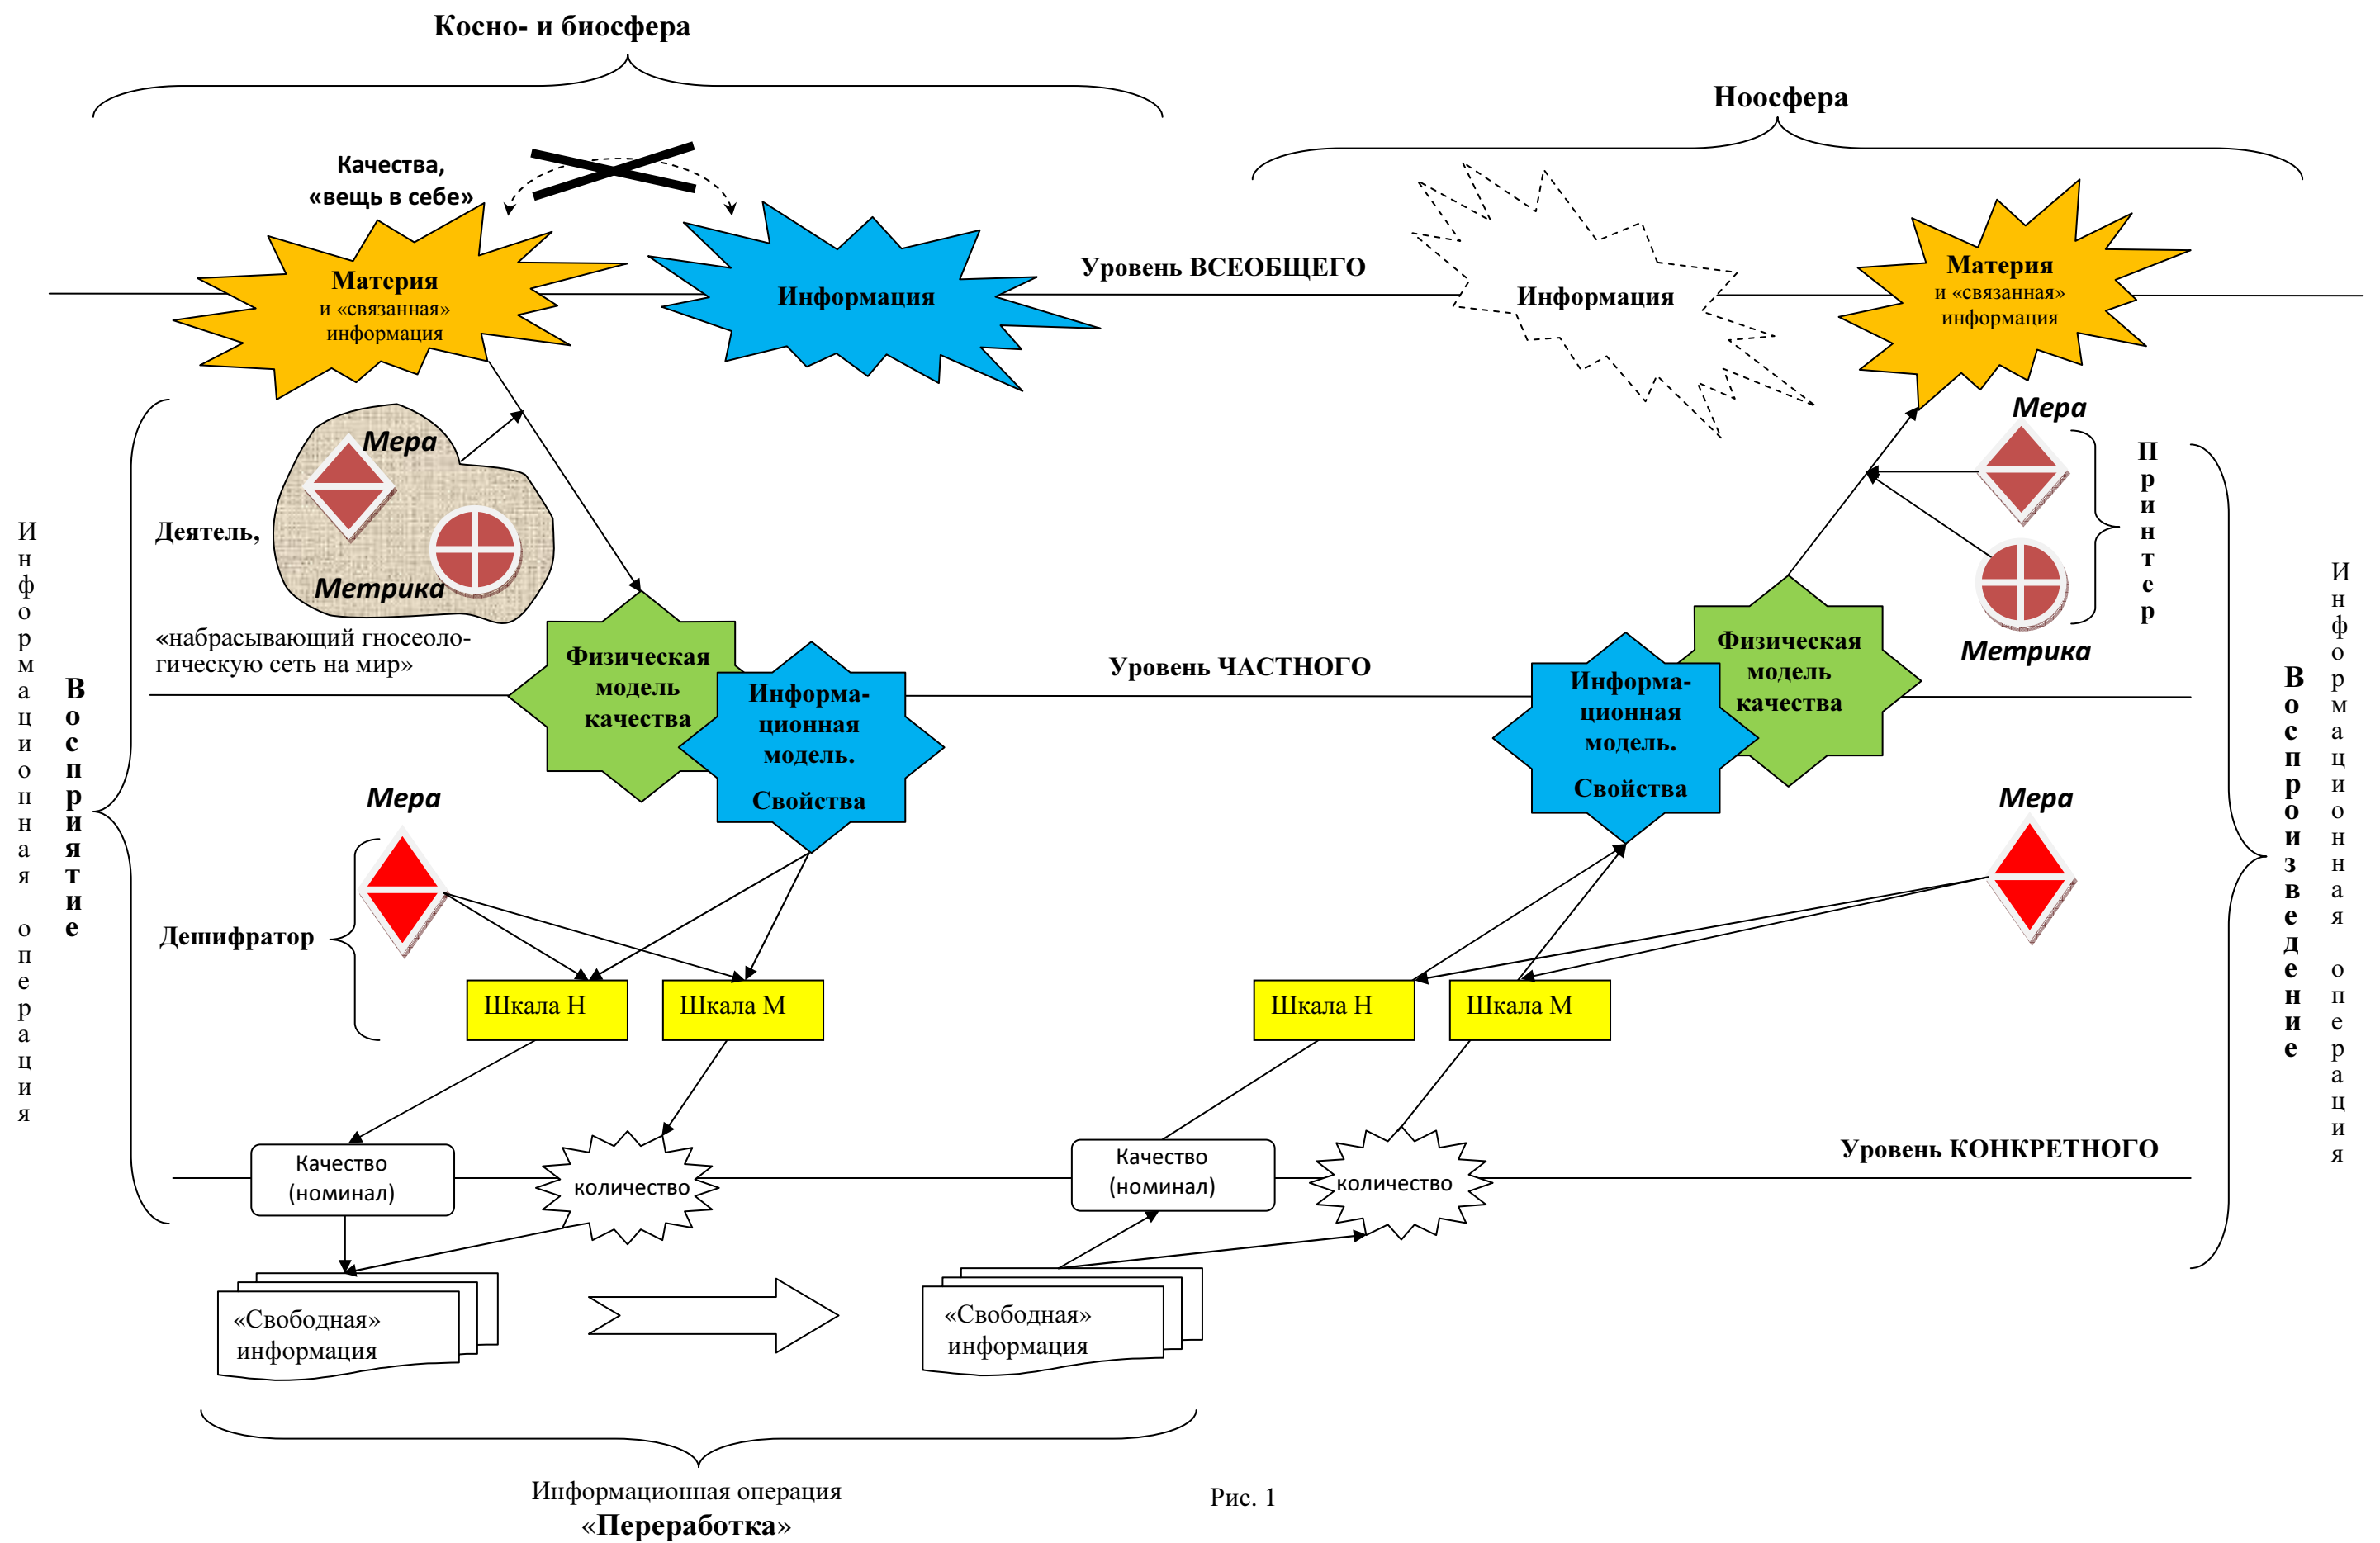 Косно- и биосфера
Ноосфера
Качества,
«вещь в себе»
Материя
и «связанная»
информация
Информация
Уровень ВСЕОБЩЕГО
Информация
Материя
и «связанная»
информация
Мера
Метрика
Деятель,
«набрасывающий гносеоло-
гическую сеть на мир»
Мера
Метрика
Принтер
Информационная операция
Восприятие
Физическая
модель
качества
Информа-
ционная
модель.
Свойства
Уровень ЧАСТНОГО
Информа-
ционная
модель.
Свойства
Физическая
модель
качества
Воспроизведение
Информационная операция
Мера
Дешифратор
Шкала Н
Шкала М
Шкала Н
Шкала М
Мера
Качество
(номинал)
количество
Качество
(номинал)
количество
Уровень КОНКРЕТНОГО
«Свободная»
информация
«Свободная»
информация
Информационная операция
«Переработка»
Рис. 1